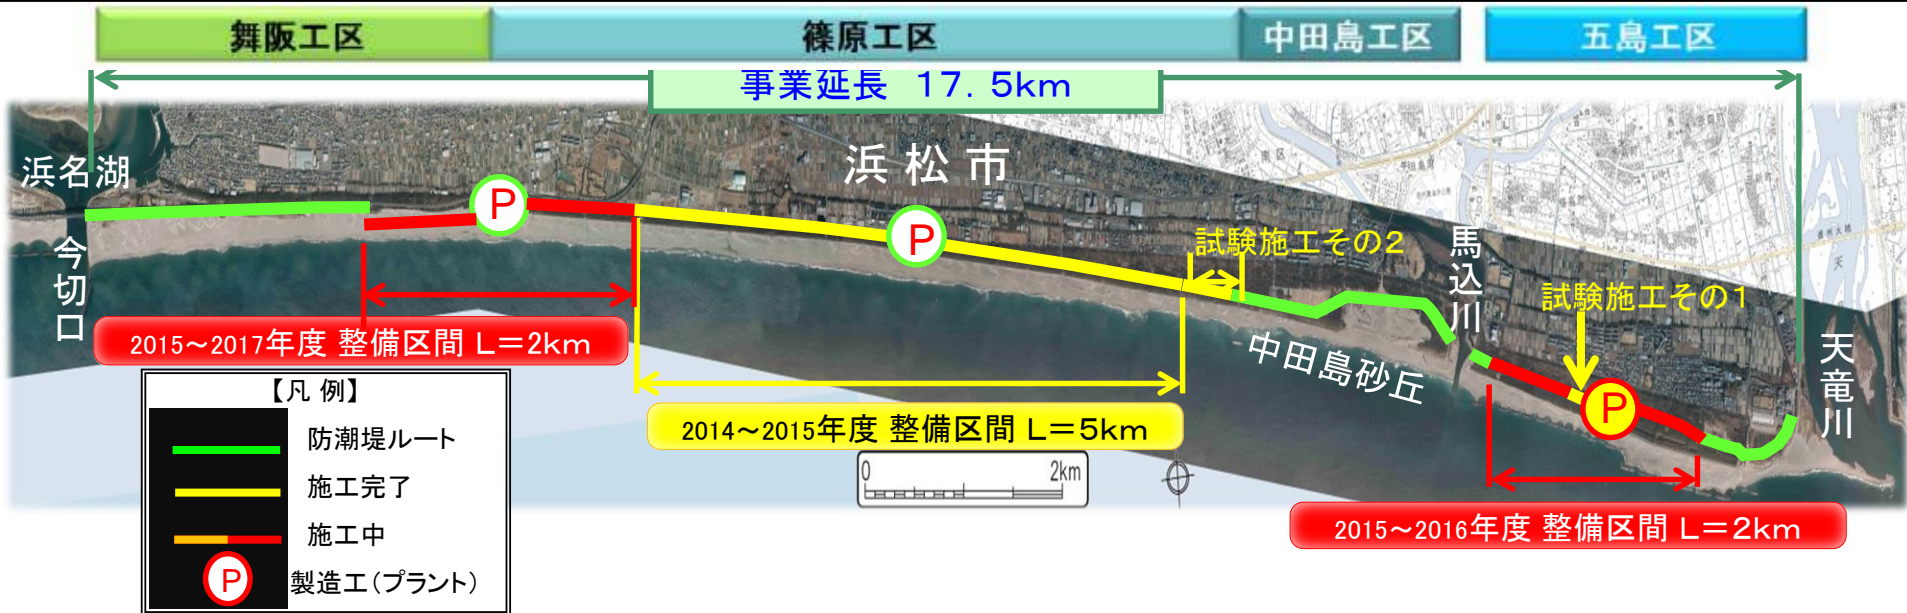 舞阪工区
篠原工区
中田島工区
五島工区
事業延長 17.5km
浜名湖
浜松市
今切口
P
P
試験施工その2
馬込川
試験施工その1
P
天竜川
中田島砂丘
2015~2017年度 整備区間 L=2km
2014~2015年度 整備区間 L=5km
2015~2016年度 整備区間 L=2km
0 2km
【凡 例】
防潮堤ルート
施工完了
施工中
P 製造工(プラント)
南区
天